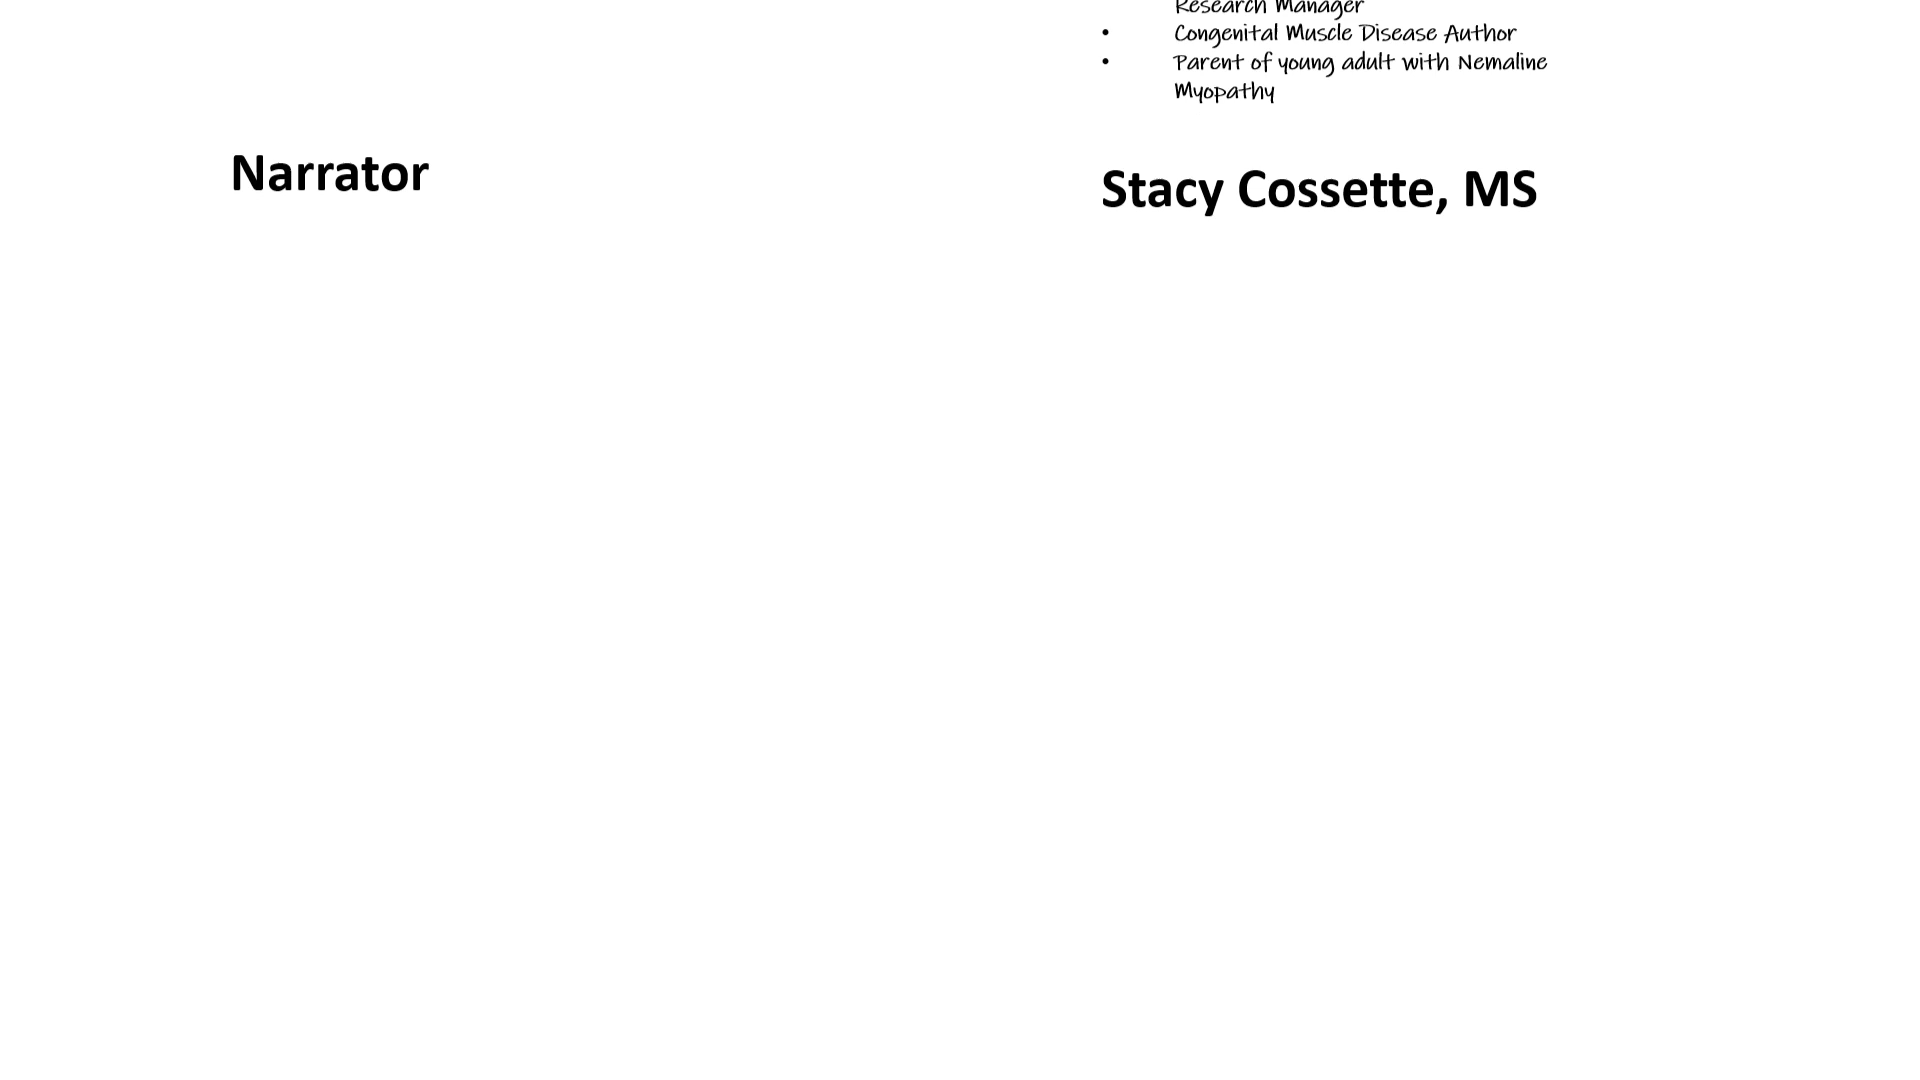 Research Manager
• Congenital Muscle Disease Author
• Parent of young adult with Nemaline
Myopathy
Narrator
Stacy Cossette, MS